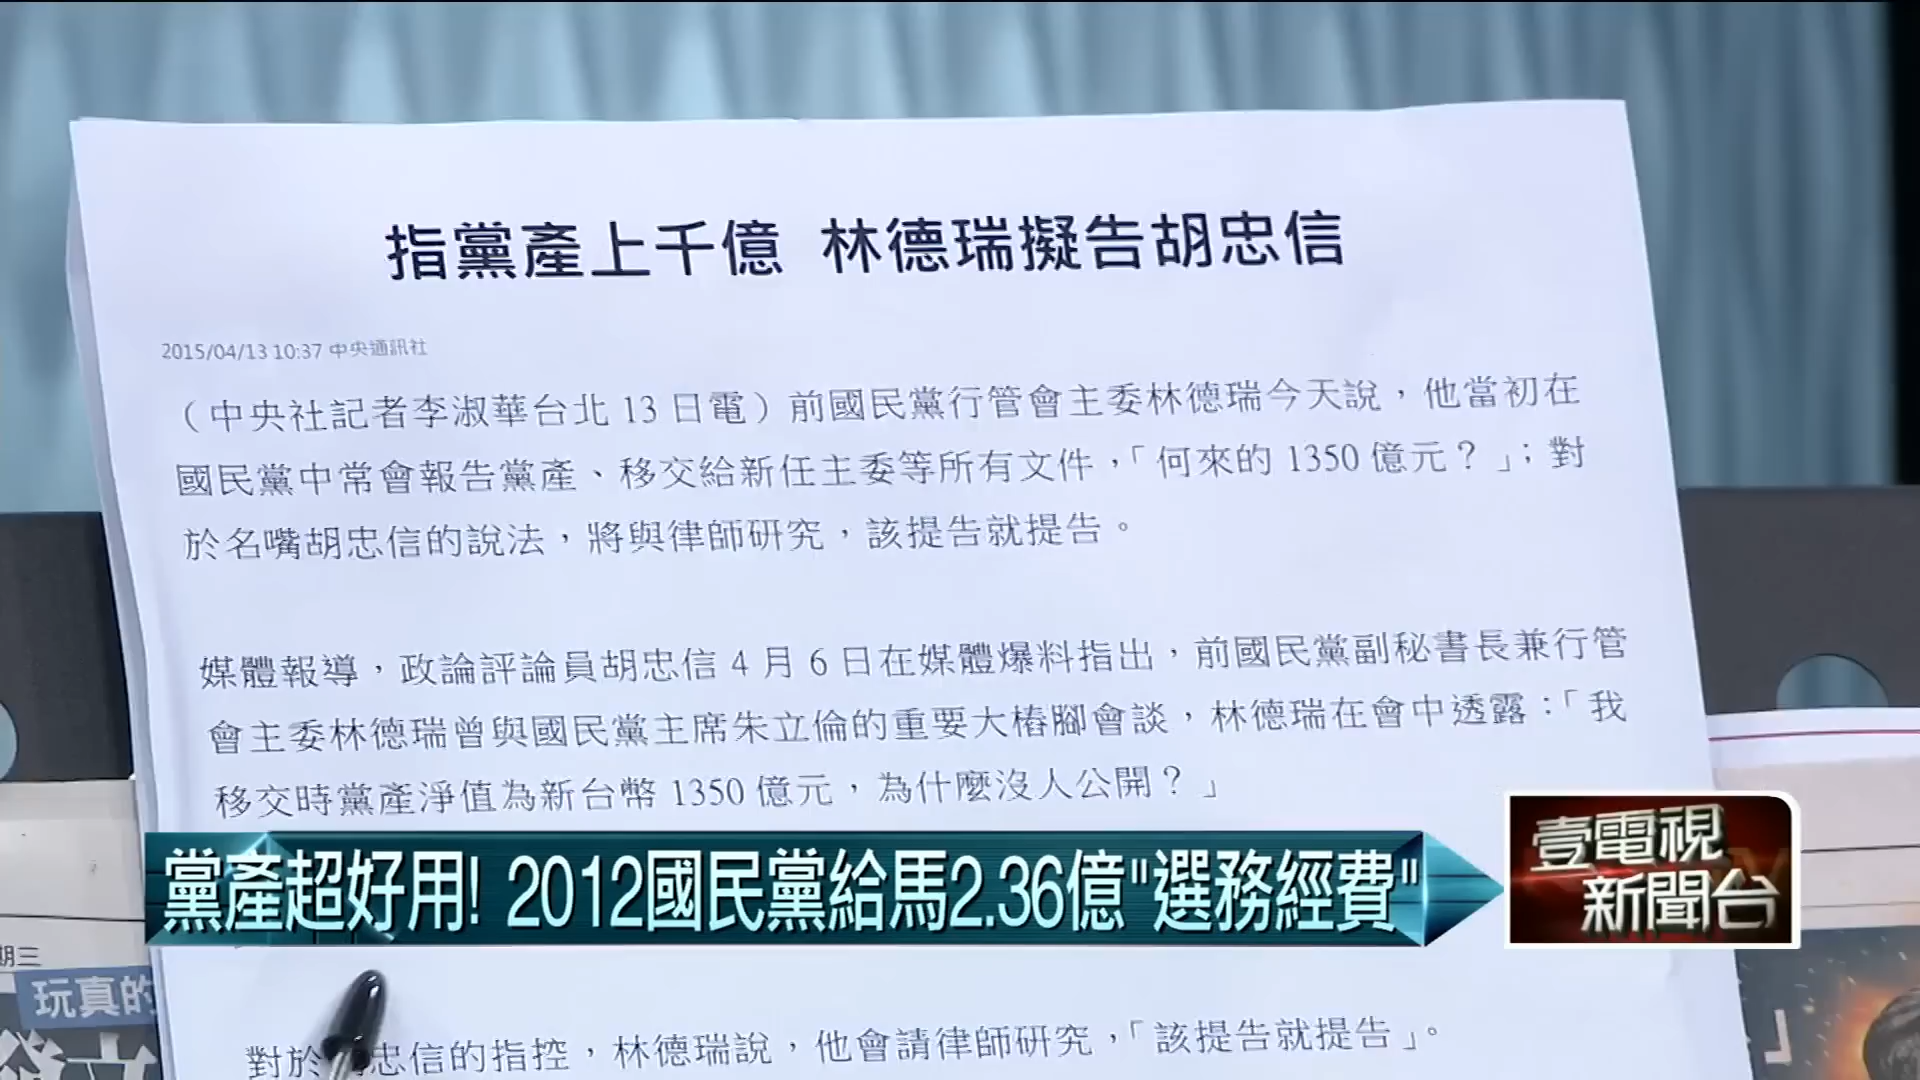 指黨產上千億 林德瑞擬告胡忠信
2015/04/13 10:37 中央通訊社
（中央社記者李淑華台北 13 日電）前國民黨行管會主委林德瑞今天說，他當初在
國民黨中常會報告黨產、移交給新任主委等所有文件，「何來的 1350 億元？」；對
於名嘴胡忠信的說法，將與律師研究，該提告就提告。
媒體報導，政論評論員胡忠信 4 月 6 日在媒體爆料指出，前國民黨副秘書長兼行管
會主委林德瑞曾與國民黨主席朱立倫的重要大樁腳會談，林德瑞在會中透露：「我
移交時黨產淨值為新台幣 1350 億元，為什麼沒人公開？」
黨產超好用! 2012國民黨給馬2.36億"選務經費"
壹電視
新聞台
期三
玩真的
對於 忠信的指控，林德瑞說，他會請律師研究，「該提告就提告」。